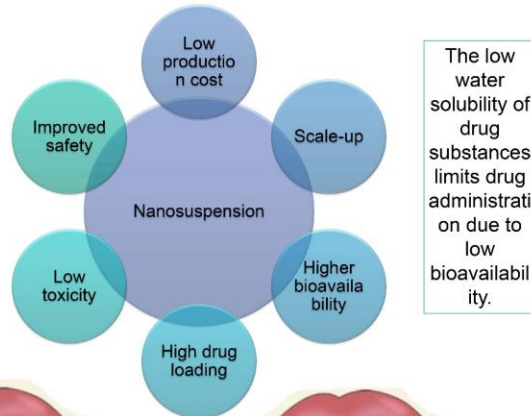 Low
productio
n cost
Improved
safety
Scale-up
Nanosuspension
Low
toxicity
Higher
bioavaila
bility
High drug
loading
The low
water
solubility of
drug
substances
limits drug
administrati
on due to
low
bioavailabil
ity.